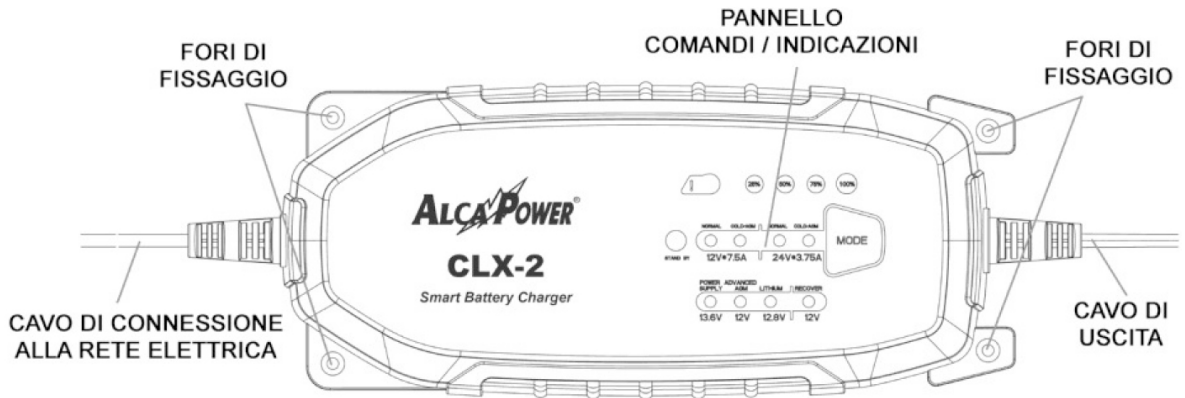 PANNELLO
COMANDI / INDICAZIONI
FORI DI
FISSAGGIO
FORI DI
FISSAGGIO
25% 50% 75% 100%
ALCAPOWER®
CLX-2
Smart Battery Charger
NORMAL COLD/AGM NORMAL COLD/AGM
MODE
STAND BY
12V•7.5A 24V•3.75A
POWER SUPPLY ADVANCED AGM LITHIUM RECOVER
13.6V 12V 12.8V 12V
CAVO DI CONNESSIONE
ALLA RETE ELETTRICA
CAVO DI
USCITA